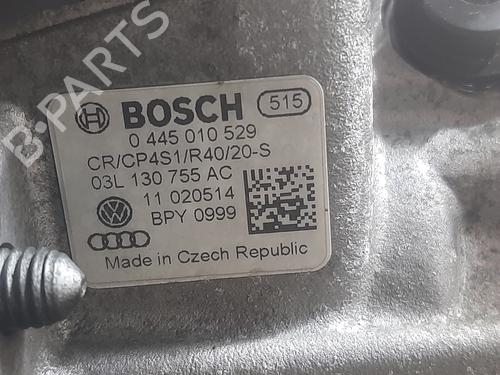 B-PARTS
BOSCH 515
0 445 010 529
CR/CP4S1/R40/20-S
03L 130 755 AC
11 020514
BPY 0999
Made in Czech Republic